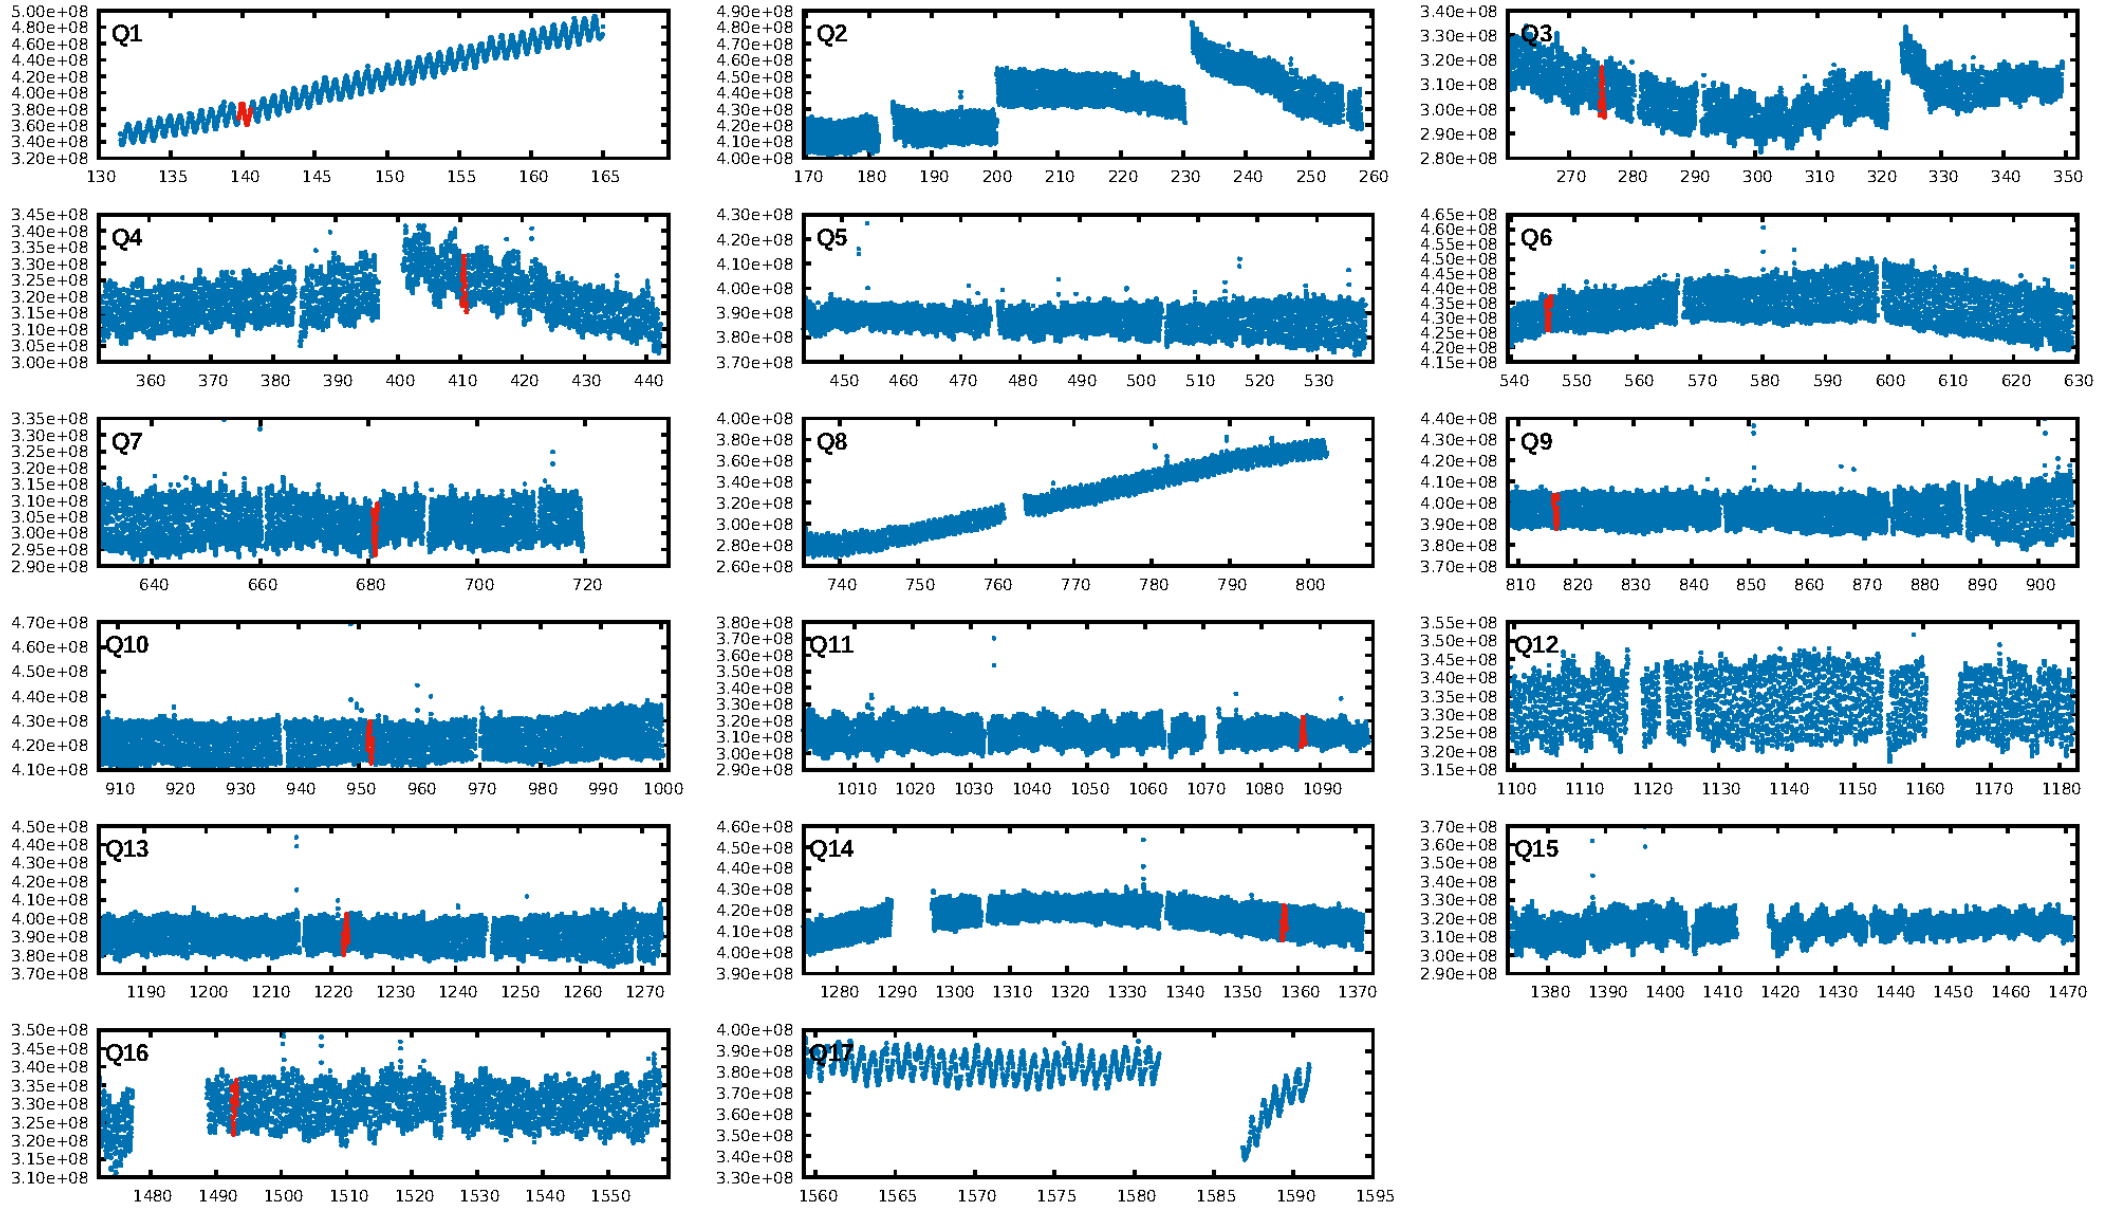 5.00e+08
4.80e+08
4.60e+08
4.40e+08
4.20e+08
4.00e+08
3.80e+08
3.60e+08
3.40e+08
3.20e+08
Q1
130 135 140 145 150 155 160 165
4.90e+08
4.80e+08
4.70e+08
4.60e+08
4.50e+08
4.40e+08
4.30e+08
4.20e+08
4.10e+08
4.00e+08
Q2
170 180 190 200 210 220 230 240 250 260
3.40e+08
3.30e+08
3.20e+08
3.10e+08
3.00e+08
2.90e+08
2.80e+08
Q3
270 280 290 300 310 320 330 340 350
3.45e+08
3.40e+08
3.35e+08
3.30e+08
3.25e+08
3.20e+08
3.15e+08
3.10e+08
3.05e+08
3.00e+08
Q4
360 370 380 390 400 410 420 430 440
4.30e+08
4.20e+08
4.10e+08
4.00e+08
3.90e+08
3.80e+08
3.70e+08
Q5
450 460 470 480 490 500 510 520 530
4.65e+08
4.60e+08
4.55e+08
4.50e+08
4.45e+08
4.40e+08
4.35e+08
4.30e+08
4.25e+08
4.20e+08
4.15e+08
Q6
540 550 560 570 580 590 600 610 620 630
3.35e+08
3.30e+08
3.25e+08
3.20e+08
3.15e+08
3.10e+08
3.05e+08
3.00e+08
2.95e+08
2.90e+08
Q7
640 660 680 700 720
4.00e+08
3.80e+08
3.60e+08
3.40e+08
3.20e+08
3.00e+08
2.80e+08
2.60e+08
Q8
740 750 760 770 780 790 800
4.40e+08
4.30e+08
4.20e+08
4.10e+08
4.00e+08
3.90e+08
3.80e+08
3.70e+08
Q9
810 820 830 840 850 860 870 880 890 900
4.70e+08
4.60e+08
4.50e+08
4.40e+08
4.30e+08
4.20e+08
4.10e+08
Q10
910 920 930 940 950 960 970 980 990 1000
3.80e+08
3.70e+08
3.60e+08
3.50e+08
3.40e+08
3.30e+08
3.20e+08
3.10e+08
3.00e+08
2.90e+08
Q11
1010 1020 1030 1040 1050 1060 1070 1080 1090
3.55e+08
3.50e+08
3.45e+08
3.40e+08
3.35e+08
3.30e+08
3.25e+08
3.20e+08
3.15e+08
Q12
1100 1110 1120 1130 1140 1150 1160 1170 1180
4.50e+08
4.40e+08
4.30e+08
4.20e+08
4.10e+08
4.00e+08
3.90e+08
3.80e+08
3.70e+08
Q13
1190 1200 1210 1220 1230 1240 1250 1260 1270
4.60e+08
4.50e+08
4.40e+08
4.30e+08
4.20e+08
4.10e+08
4.00e+08
3.90e+08
Q14
1280 1290 1300 1310 1320 1330 1340 1350 1360 1370
3.70e+08
3.60e+08
3.50e+08
3.40e+08
3.30e+08
3.20e+08
3.10e+08
3.00e+08
2.90e+08
Q15
1380 1390 1400 1410 1420 1430 1440 1450 1460 1470
3.50e+08
3.45e+08
3.40e+08
3.35e+08
3.30e+08
3.25e+08
3.20e+08
3.15e+08
3.10e+08
Q16
1480 1490 1500 1510 1520 1530 1540 1550
4.00e+08
3.90e+08
3.80e+08
3.70e+08
3.60e+08
3.50e+08
3.40e+08
3.30e+08
Q17
1560 1565 1570 1575 1580 1585 1590 1595